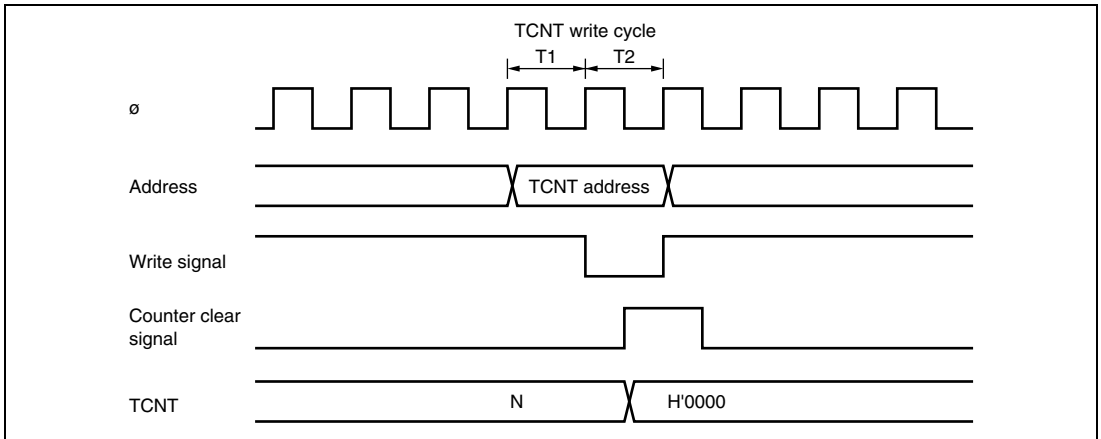 TCNT write cycle
T1 T2
ø
Address TCNT address
Write signal
Counter clear
signal
TCNT N H'0000